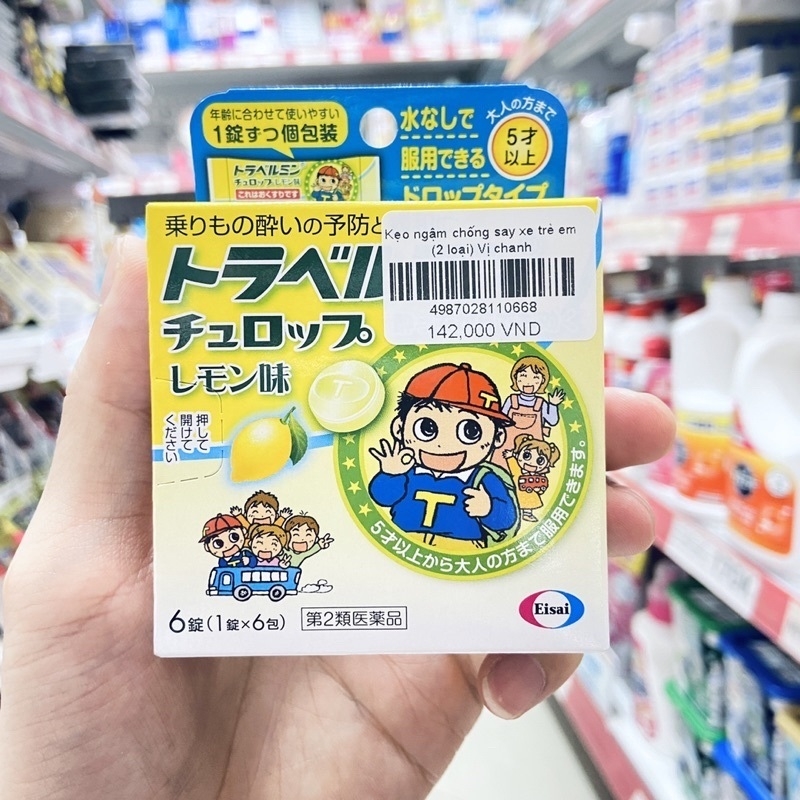 年齢に合わせて使いやすい
1錠ずつ個包装
トラベルミン
チュロップ レモン味
これはおくすりです
水なしで
服用できる
ドロップタイプ
大人の方まで
5才
以上
乗りもの酔いの予防と
トラベル
チュロップ
レモン味
Kẹo ngậm chống say xe trẻ em
(2 loại) Vị chanh
4987028110668
142,000 VND
押して
開けて
ください
T
T
T
5才以上から大人の方まで服用できます。
6錠(1錠×6包)
第2類医薬品
Eisai